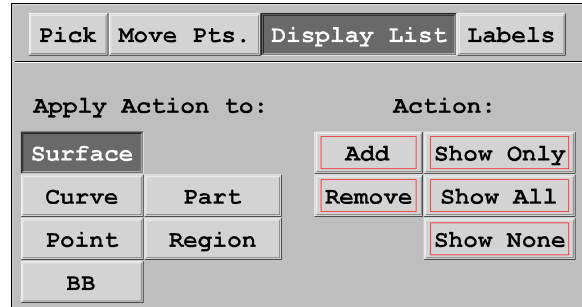 Pick Move Pts. Display List Labels
Apply Action to: Action:
Surface Add Show Only
Curve Part Remove Show All
Point Region Show None
BB